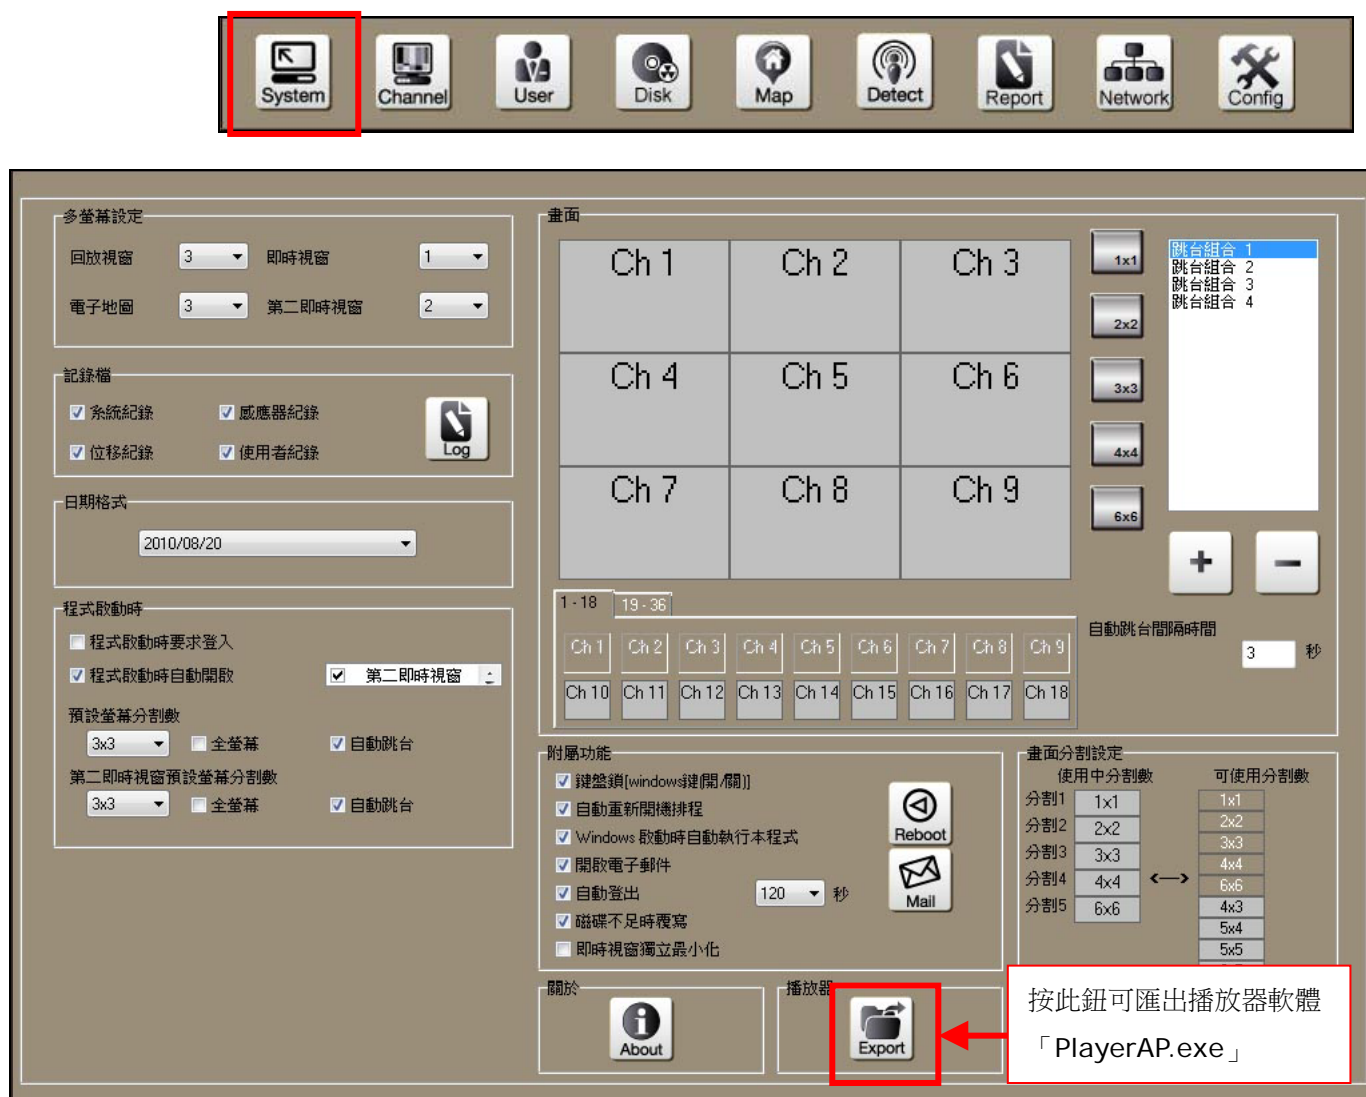 System Channel User Disk Map Detect Report Network Config
多螢幕設定
回放視窗 3 即時視窗 1
電子地圖 3 第二即時視窗 2
記錄檔
系統紀錄 感應器紀錄
位移紀錄 使用者紀錄
Log
日期格式
2010/08/20
程式啟動時
程式啟動時要求登入
程式啟動時自動開啟 第二即時視窗
預設螢幕分割數
3x3 全螢幕 自動跳台
第二即時視窗預設螢幕分割數
3x3 全螢幕 自動跳台
畫面
Ch 1 Ch 2 Ch 3
Ch 4 Ch 5 Ch 6
Ch 7 Ch 8 Ch 9
1x1
2x2
3x3
4x4
6x6
跳台組合 1
跳台組合 2
跳台組合 3
跳台組合 4
+ −
1 - 18 19 - 36
Ch 1 Ch 2 Ch 3 Ch 4 Ch 5 Ch 6 Ch 7 Ch 8 Ch 9
Ch 10 Ch 11 Ch 12 Ch 13 Ch 14 Ch 15 Ch 16 Ch 17 Ch 18
自動跳台間隔時間
3 秒
附屬功能
鍵盤鎖[windows鍵(開/關)]
自動重新開機排程
Windows 啟動時自動執行本程式
開啟電子郵件
自動登出 120 秒
磁碟不足時覆寫
即時視窗獨立最小化
Reboot
Mail
畫面分割設定
使用中分割數 可使用分割數
分割1 1x1
分割2 2x2
分割3 3x3
分割4 4x4
分割5 6x6
<—>
1x1
2x2
3x3
4x4
6x6
4x3
5x4
5x5
關於
About
播放器
Export
按此鈕可匯出播放器軟體
「PlayerAP.exe」